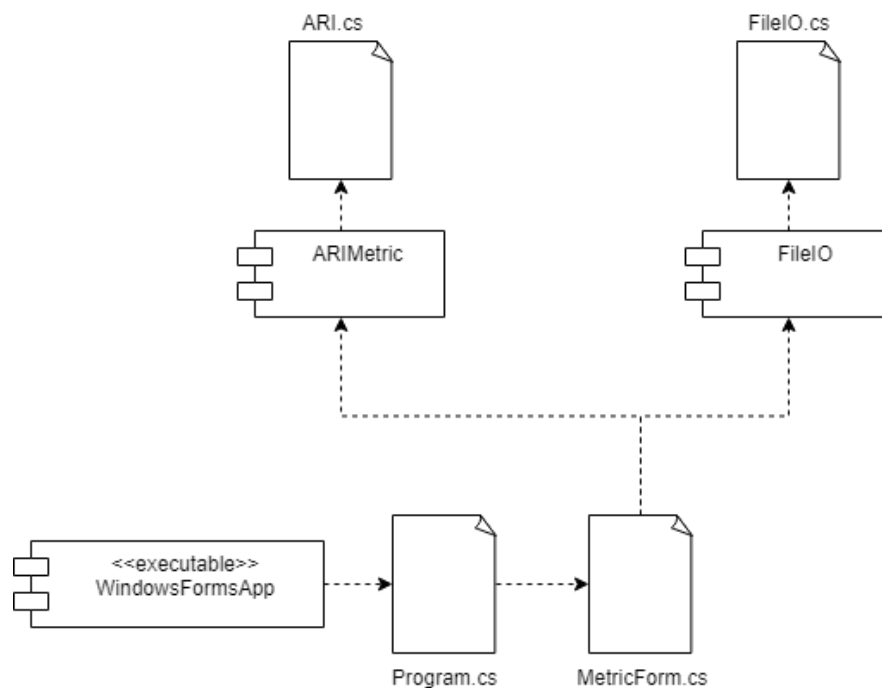 ARI.cs
FileIO.cs
ARIMetric
FileIO
<<executable>>
WindowsFormsApp
Program.cs
MetricForm.cs